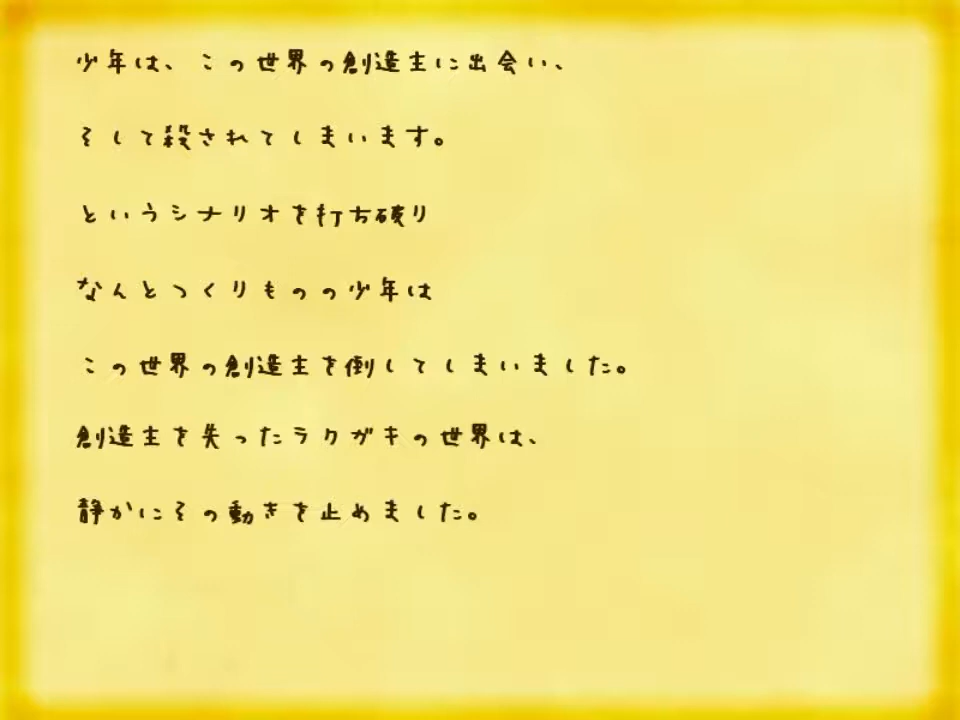 少年は、この世界の創造主に出会い、
そして殺されてしまいます。
というシナリオを打ち破り
なんとつくりものの少年は
この世界の創造主を倒してしまいました。
創造主を失ったラクガキの世界は、
静かにその動きを止めました。